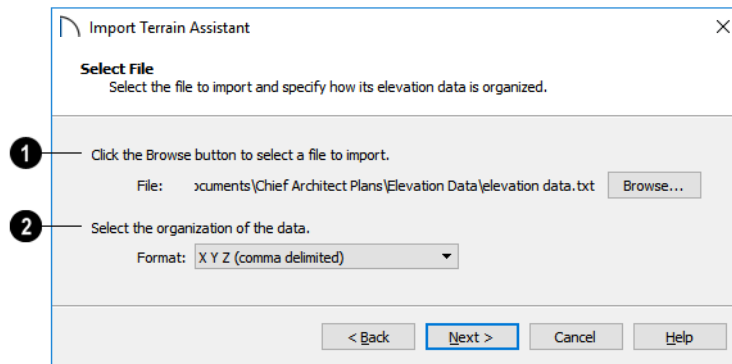 Import Terrain Assistant
Select File
Select the file to import and specify how its elevation data is organized.
1 Click the Browse button to select a file to import.
File: ocuments\Chief Architect Plans\Elevation Data\elevation data.txt Browse...
2 Select the organization of the data.
Format: X Y Z (comma delimited)
< Back Next > Cancel Help